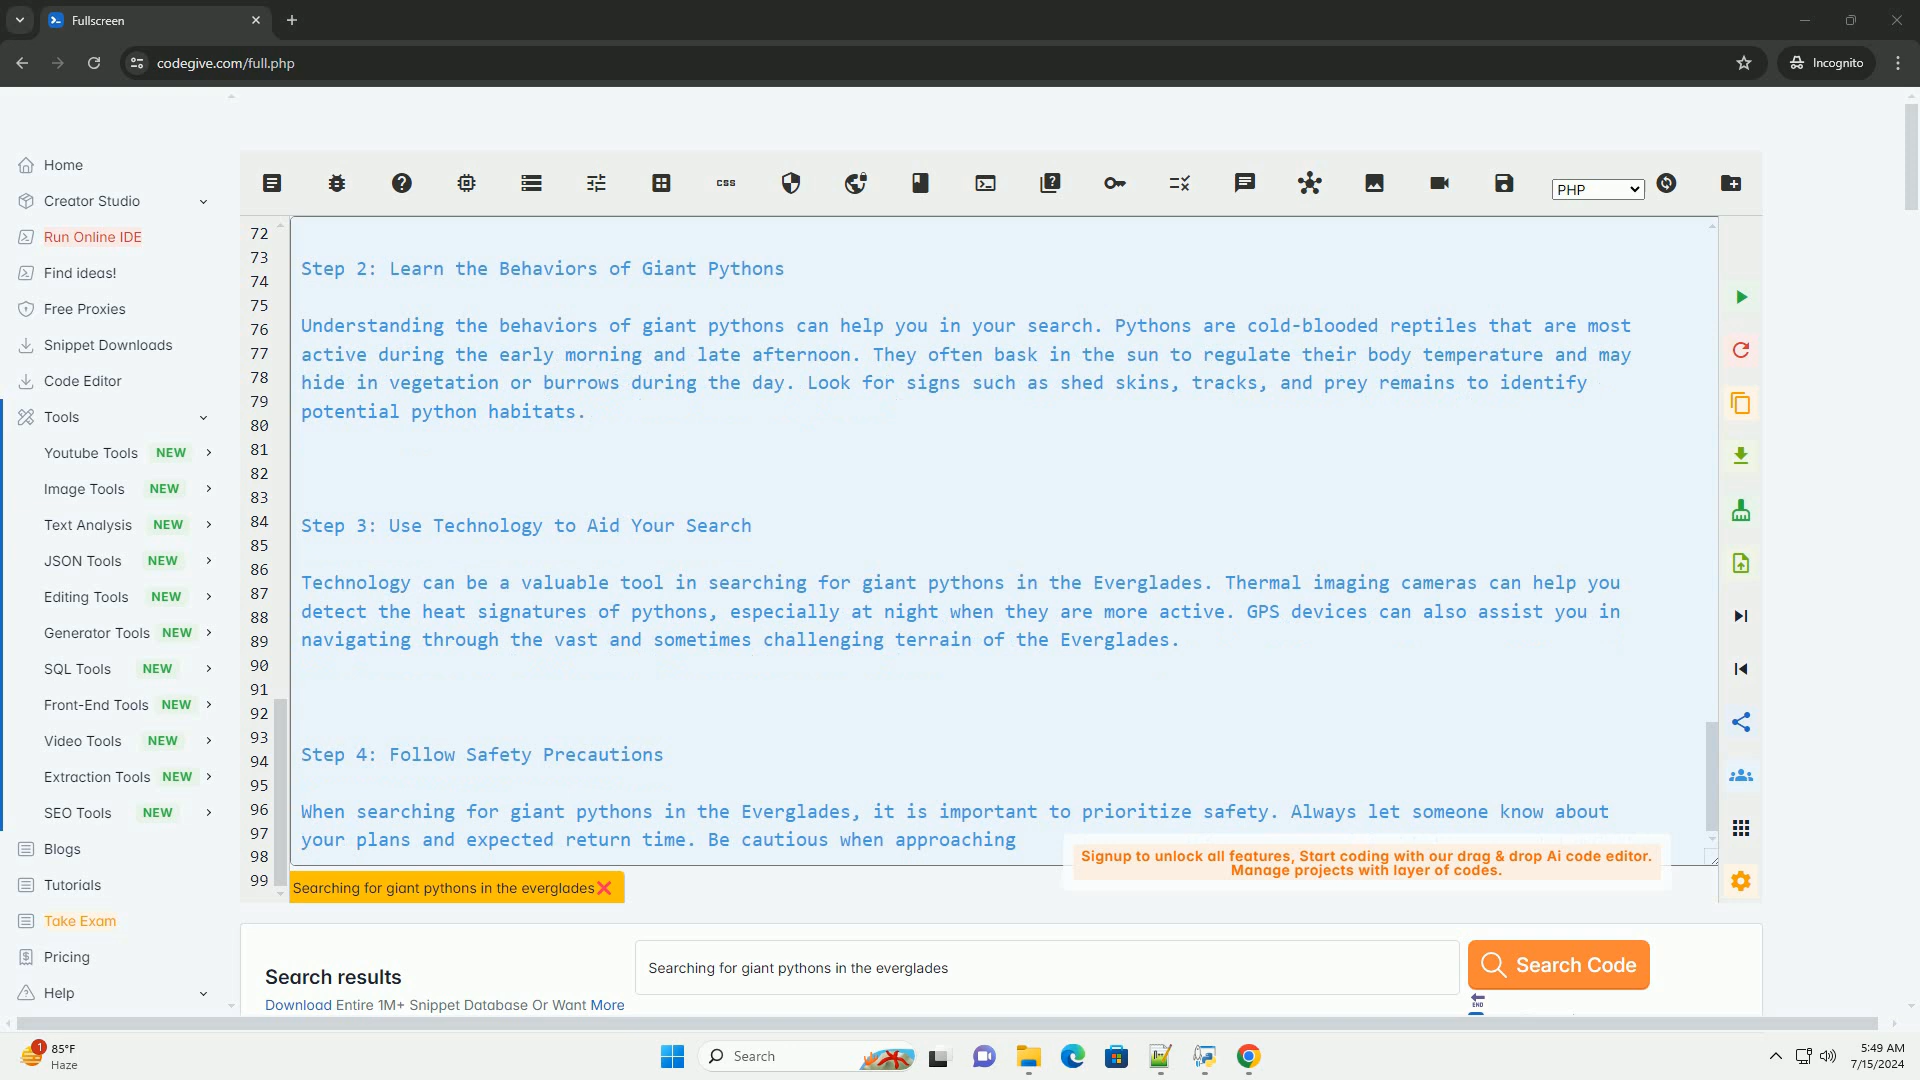 Fullscreen
codegive.com/full.php
Incognito
Home
Creator Studio
Run Online IDE
Find ideas!
Free Proxies
Snippet Downloads
Code Editor
Tools
Youtube Tools NEW
Image Tools NEW
Text Analysis NEW
JSON Tools NEW
Editing Tools NEW
Generator Tools NEW
SQL Tools NEW
Front-End Tools NEW
Video Tools NEW
Extraction Tools NEW
SEO Tools NEW
Blogs
Tutorials
Take Exam
Pricing
Help
css
PHP
72
73
74
75
76
77
78
79
80
81
82
83
84
85
86
87
88
89
90
91
92
93
94
95
96
97
98
99
Step 2: Learn the Behaviors of Giant Pythons
Understanding the behaviors of giant pythons can help you in your search. Pythons are cold-blooded reptiles that are most
active during the early morning and late afternoon. They often bask in the sun to regulate their body temperature and may
hide in vegetation or burrows during the day. Look for signs such as shed skins, tracks, and prey remains to identify
potential python habitats.
Step 3: Use Technology to Aid Your Search
Technology can be a valuable tool in searching for giant pythons in the Everglades. Thermal imaging cameras can help you
detect the heat signatures of pythons, especially at night when they are more active. GPS devices can also assist you in
navigating through the vast and sometimes challenging terrain of the Everglades.
Step 4: Follow Safety Precautions
When searching for giant pythons in the Everglades, it is important to prioritize safety. Always let someone know about
your plans and expected return time. Be cautious when approaching
Signup to unlock all features, Start coding with our drag & drop Ai code editor.
Manage projects with layer of codes.
Searching for giant pythons in the everglades
Search results
Download Entire 1M+ Snippet Database Or Want More
Searching for giant pythons in the everglades
Search Code
END
1
85°F
Haze
Search
5:49 AM
7/15/2024